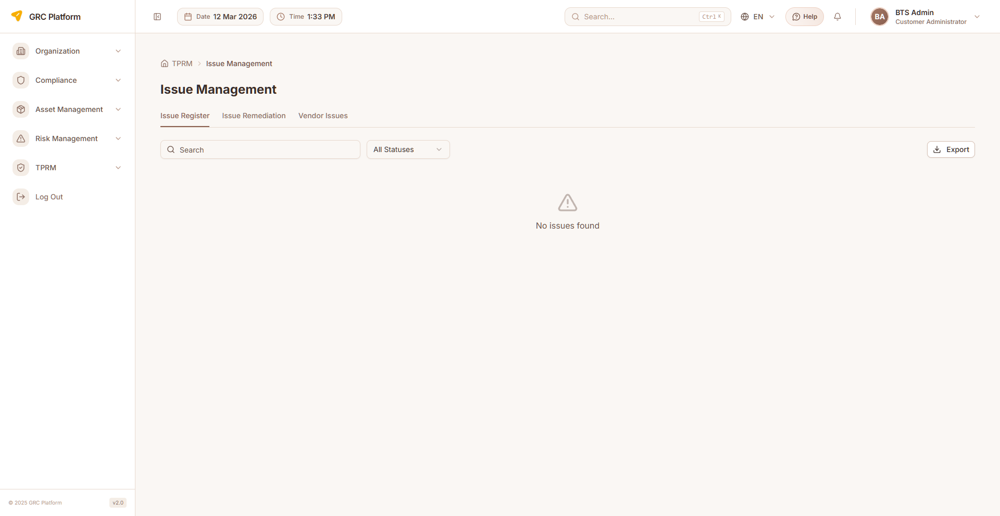 GRC Platform
Date 12 Mar 2026
Time 1:33 PM
Search...
Ctrl K
EN
Help
BA
BTS Admin
Customer Administrator
Organization
Compliance
Asset Management
Risk Management
TPRM
Log Out
TPRM > Issue Management
Issue Management
Issue Register
Issue Remediation
Vendor Issues
Search
All Statuses
Export
No issues found
© 2025 GRC Platform
v2.0